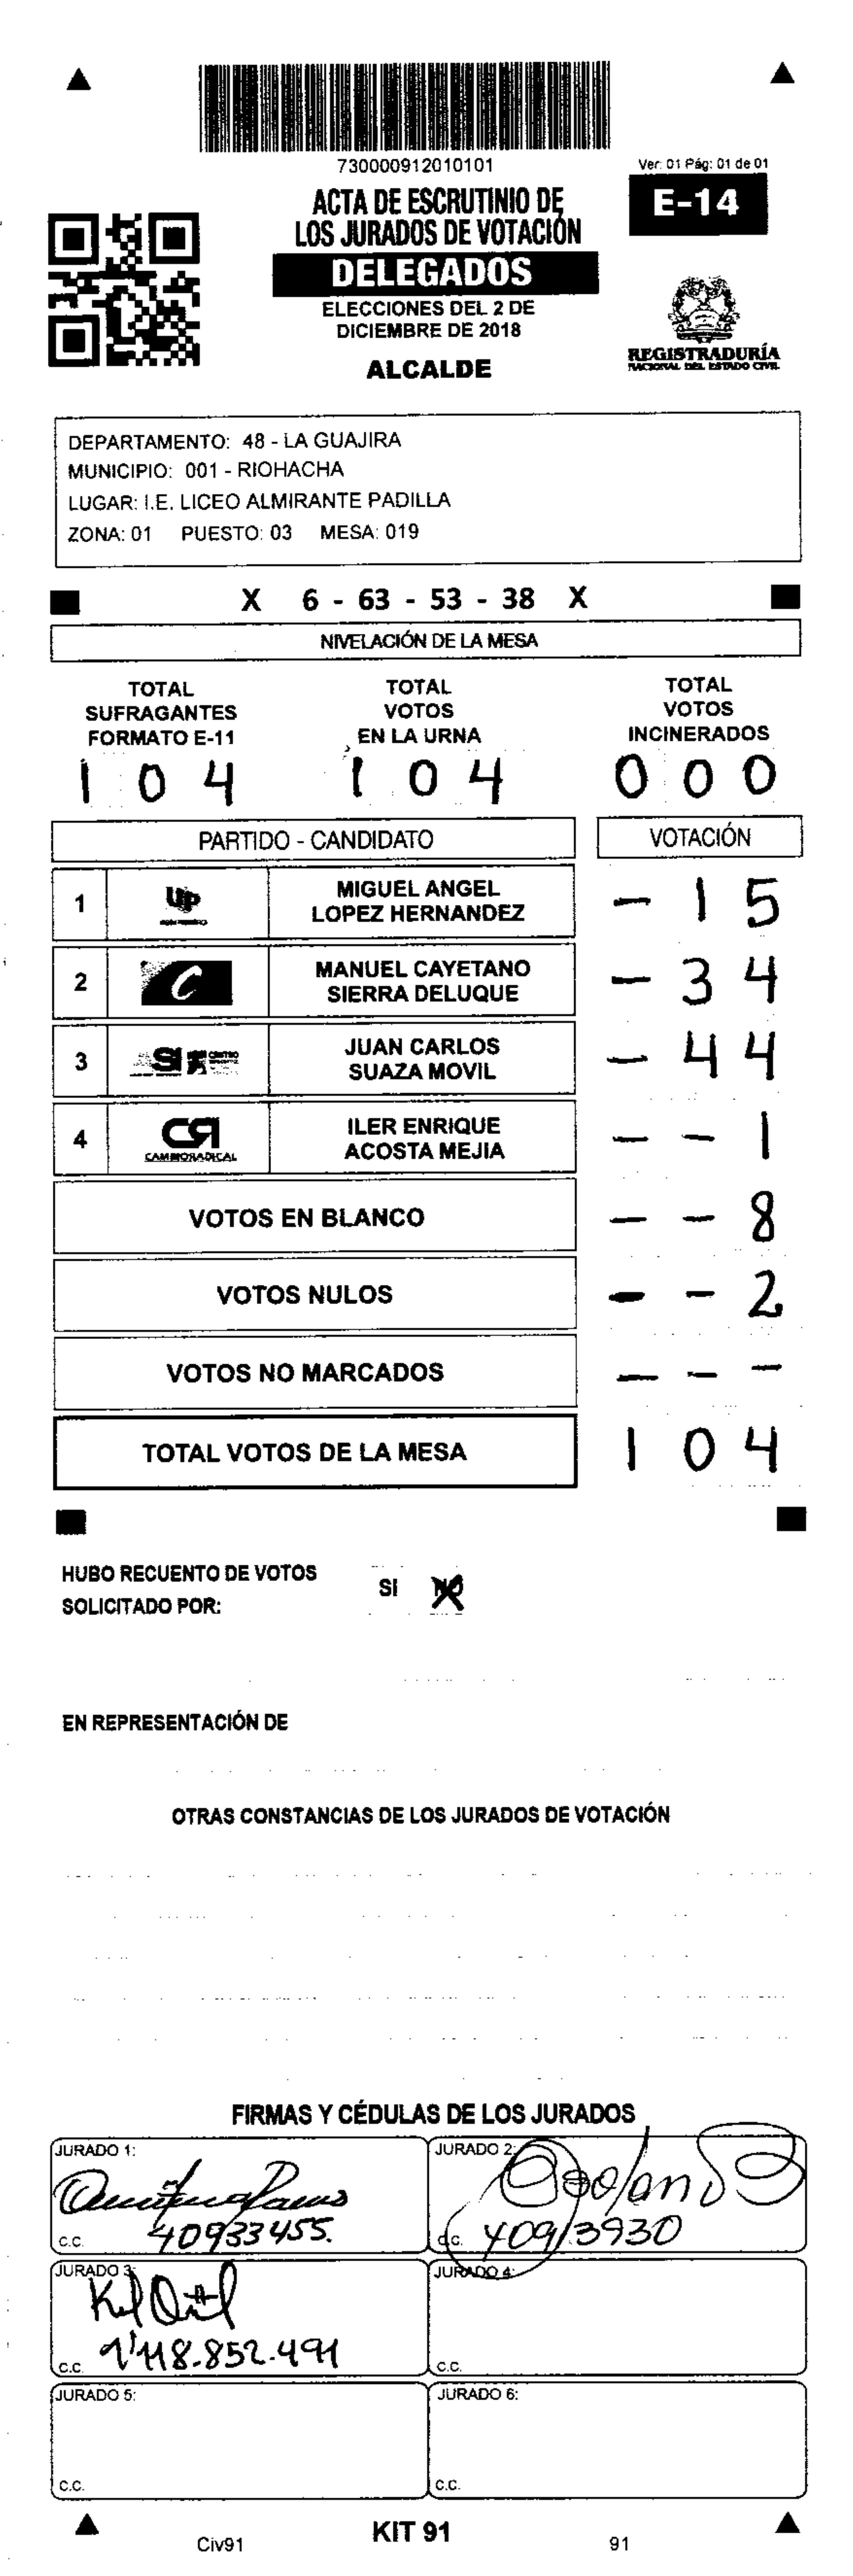 730000912010101
Ver: 01 Pág: 01 de 01
ACTA DE ESCRUTINIO DE
LOS JURADOS DE VOTACIÓN
E-14
DELEGADOS
ELECCIONES DEL 2 DE
DICIEMBRE DE 2018
ALCALDE
REGISTRADURÍA
NACIONAL DEL ESTADO CIVIL
DEPARTAMENTO: 48 - LA GUAJIRA
MUNICIPIO: 001 - RIOHACHA
LUGAR: I.E. LICEO ALMIRANTE PADILLA
ZONA: 01 PUESTO: 03 MESA: 019
X 6 - 63 - 53 - 38 X
NIVELACIÓN DE LA MESA
TOTAL SUFRAGANTES FORMATO E-11
TOTAL VOTOS EN LA URNA
TOTAL VOTOS INCINERADOS
1 0 4 1 0 4 0 0 0
PARTIDO - CANDIDATO VOTACIÓN
1 Up MIGUEL ANGEL LOPEZ HERNANDEZ - 1 5
2 C MANUEL CAYETANO SIERRA DELUQUE - 3 4
3 SI CENTRO JUAN CARLOS SUAZA MOVIL - 4 4
4 CR CAMBIO RADICAL ILER ENRIQUE ACOSTA MEJIA - - 1
VOTOS EN BLANCO - - 8
VOTOS NULOS - - 2
VOTOS NO MARCADOS - - -
TOTAL VOTOS DE LA MESA 1 0 4
HUBO RECUENTO DE VOTOS SI NO
SOLICITADO POR:
EN REPRESENTACIÓN DE
OTRAS CONSTANCIAS DE LOS JURADOS DE VOTACIÓN
FIRMAS Y CÉDULAS DE LOS JURADOS
JURADO 1: JURADO 2:
c.c. 40933455. c.c. 40913930
JURADO 3: JURADO 4:
c.c. 1'118.852.491 c.c.
JURADO 5: JURADO 6:
c.c. c.c.
Civ91 KIT 91 91